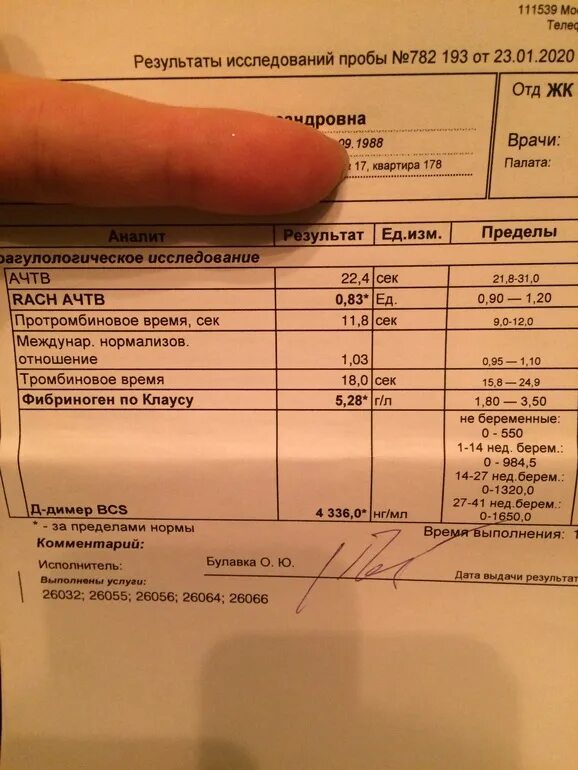 111539 Мо
Теле
Результаты исследований пробы №782 193 от 23.01.2020
Отд ЖК
андровна
09.1988
Врачи:
17, квартира 178
Палата:
Аналит Результат Ед.изм. Пределы
рагулологическое исследование
АЧТВ 22,4 сек 21,8-31,0
RАСН АЧТВ 0,83* Ед. 0,90 — 1,20
Протромбиновое время, сек 11,8 сек 9,0-12,0
Междунар. нормализов.
отношение 1,03 0,95 — 1,10
Тромбиновое время 18,0 сек 15,8 — 24,9
Фибриноген по Клаусу 5,28* г/л 1,80 — 3,50
не беременные:
0 - 550
1-14 нед. берем.:
0 - 984,5
14-27 нед. берем.:
0-1320,0
27-41 нед. берем.:
0-1650,0
Д-димер BCS 4 336,0* нг/мл
* - за пределами нормы
Время выполнения: 1
Комментарий:
Исполнитель: Булавка О. Ю.
Дата выдачи результат
Выполнены услуги:
26032; 26055; 26056; 26064; 26066